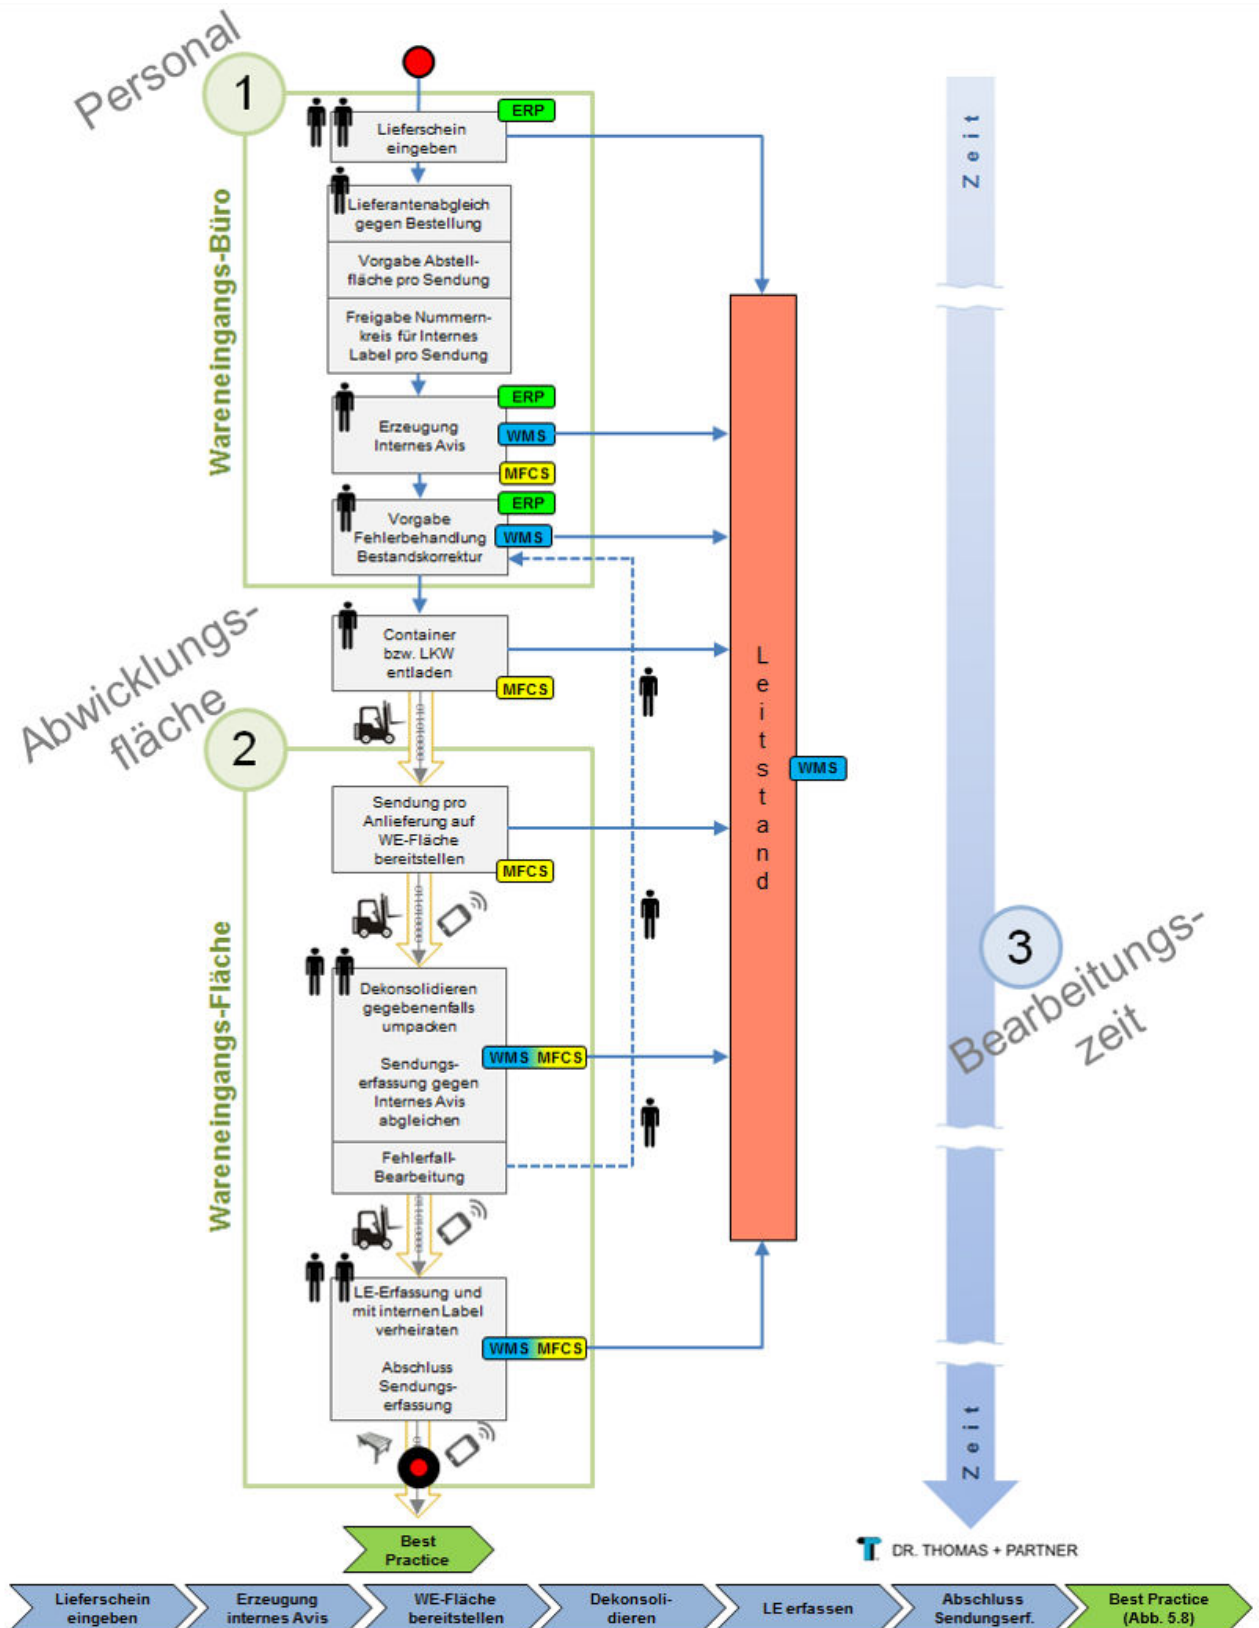 Personal
1
ERP
Lieferschein
eingeben
Lieferantenabgleich
gegen Bestellung
Vorgabe Abstell-
fläche pro Sendung
Freigabe Nummern-
kreis für Internes
Label pro Sendung
Wareneingangs-Büro
ERP
Erzeugung
Internes Avis
WMS
MFCS
ERP
Vorgabe
Fehlerbehandlung
Bestandskorrektur
WMS
Abwicklungs-
fläche
Container
bzw. LKW
entladen
MFCS
000010110
2
Sendung pro
Anlieferung auf
WE-Fläche
bereitstellen
MFCS
000010110
Wareneingangs-Fläche
Dekonsolidieren
gegebenenfalls
umpacken
Sendungs-
erfassung gegen
Internes Avis
abgleichen
WMS MFCS
Fehlerfall-
Bearbeitung
000010110
LE-Erfassung und
mit internen Label
verheiraten
Abschluss
Sendungs-
erfassung
WMS MFCS
Leitstand
WMS
Zeit
3
Bearbeitungs-
zeit
Zeit
Best
Practice
DR. THOMAS + PARTNER
Lieferschein
eingeben
Erzeugung
internes Avis
WE-Fläche
bereitstellen
Dekonsoli-
dieren
LE erfassen
Abschluss
Sendungserf.
Best Practice
(Abb. 5.8)